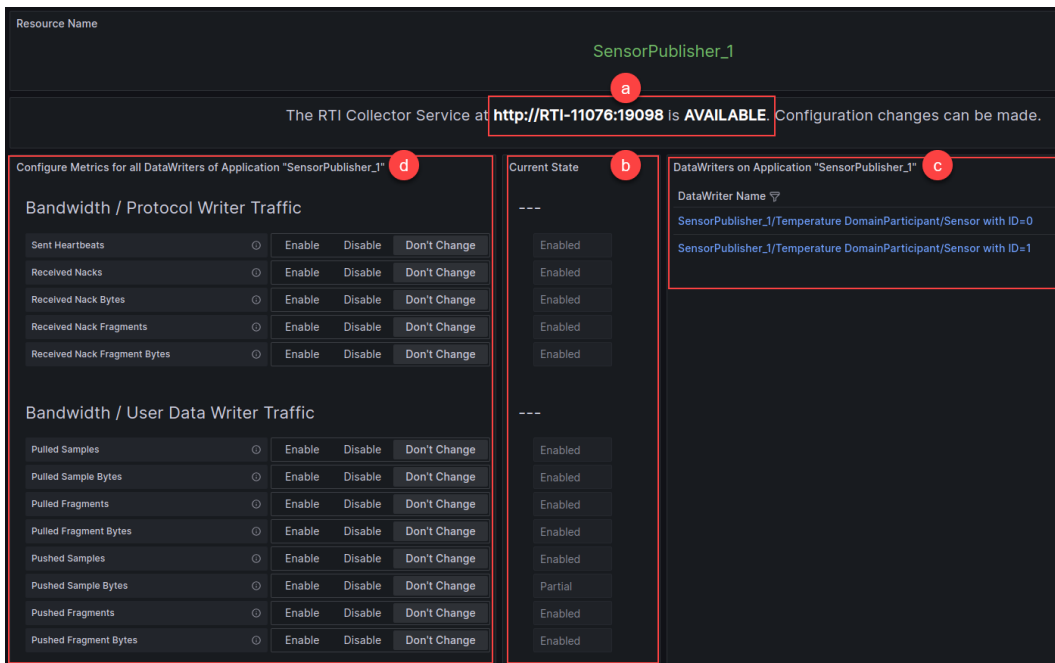 Resource Name
SensorPublisher_1
a
The RTI Collector Service at http://RTI-11076:19098 is AVAILABLE. Configuration changes can be made.
Configure Metrics for all DataWriters of Application "SensorPublisher_1" d
Current State b
DataWriters on Application "SensorPublisher_1" c
Bandwidth / Protocol Writer Traffic
---
DataWriter Name
SensorPublisher_1/Temperature DomainParticipant/Sensor with ID=0
SensorPublisher_1/Temperature DomainParticipant/Sensor with ID=1
Sent Heartbeats Enable Disable Don't Change Enabled
Received Nacks Enable Disable Don't Change Enabled
Received Nack Bytes Enable Disable Don't Change Enabled
Received Nack Fragments Enable Disable Don't Change Enabled
Received Nack Fragment Bytes Enable Disable Don't Change Enabled
Bandwidth / User Data Writer Traffic
---
Pulled Samples Enable Disable Don't Change Enabled
Pulled Sample Bytes Enable Disable Don't Change Enabled
Pulled Fragments Enable Disable Don't Change Enabled
Pulled Fragment Bytes Enable Disable Don't Change Enabled
Pushed Samples Enable Disable Don't Change Enabled
Pushed Sample Bytes Enable Disable Don't Change Partial
Pushed Fragments Enable Disable Don't Change Enabled
Pushed Fragment Bytes Enable Disable Don't Change Enabled